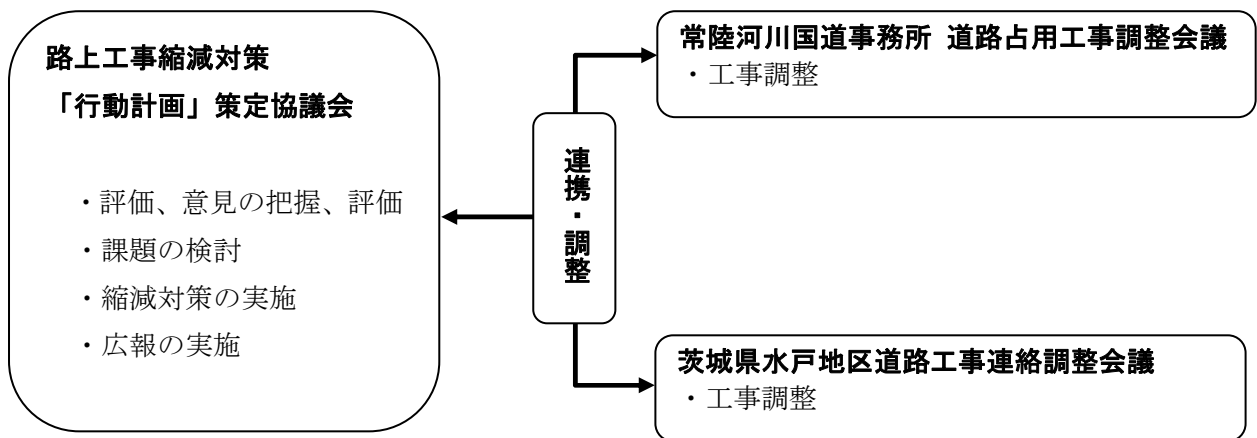 路上工事縮減対策
「行動計画」策定協議会
・評価、意見の把握、評価
・課題の検討
・縮減対策の実施
・広報の実施
連携・調整
常陸河川国道事務所 道路占用工事調整会議
・工事調整
茨城県水戸地区道路工事連絡調整会議
・工事調整